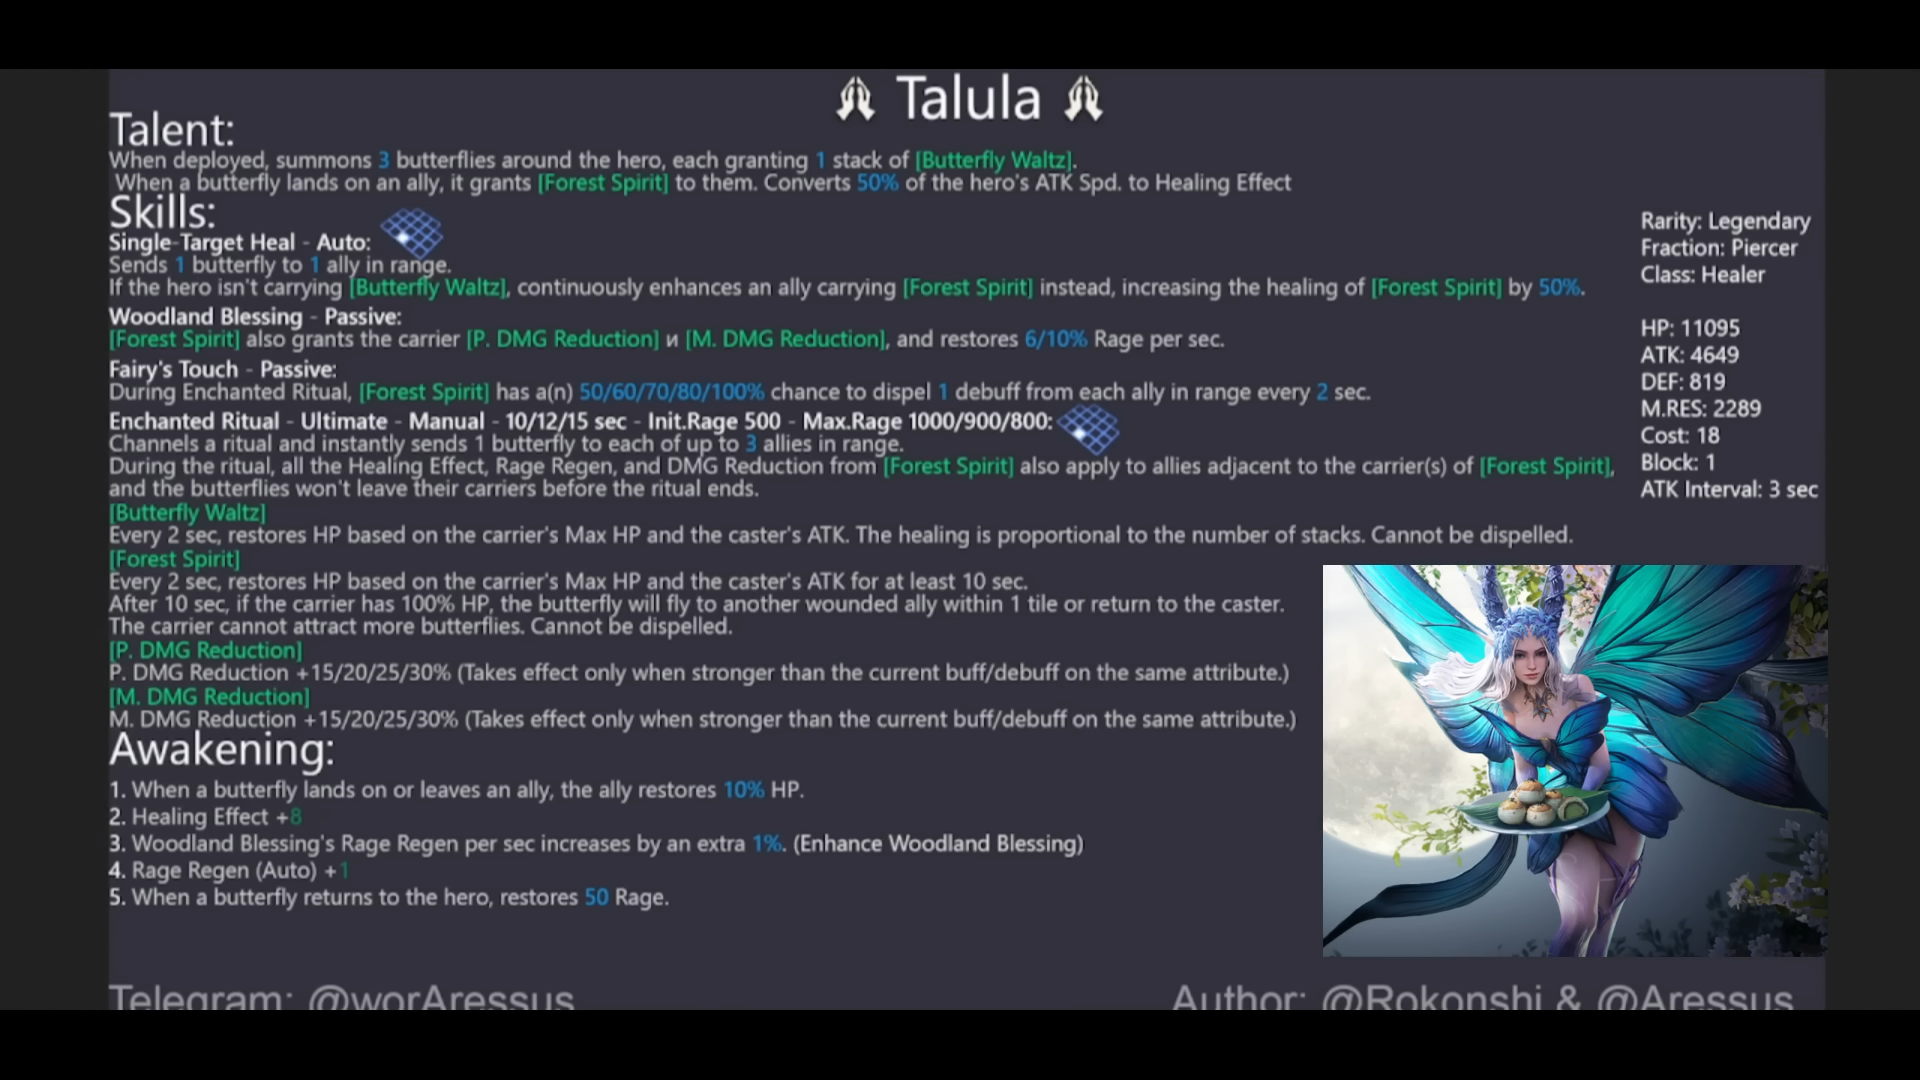 Talula
Talent:
When deployed, summons 3 butterflies around the hero, each granting 1 stack of [Butterfly Waltz].
When a butterfly lands on an ally, it grants [Forest Spirit] to them. Converts 50% of the hero's ATK Spd. to Healing Effect
Skills:
Single-Target Heal - Auto:
Sends 1 butterfly to 1 ally in range.
If the hero isn't carrying [Butterfly Waltz], continuously enhances an ally carrying [Forest Spirit] instead, increasing the healing of [Forest Spirit] by 50%.
Woodland Blessing - Passive:
[Forest Spirit] also grants the carrier [P. DMG Reduction] и [M. DMG Reduction], and restores 6/10% Rage per sec.
Fairy's Touch - Passive:
During Enchanted Ritual, [Forest Spirit] has a(n) 50/60/70/80/100% chance to dispel 1 debuff from each ally in range every 2 sec.
Enchanted Ritual - Ultimate - Manual - 10/12/15 sec - Init.Rage 500 - Max.Rage 1000/900/800:
Channels a ritual and instantly sends 1 butterfly to each of up to 3 allies in range.
During the ritual, all the Healing Effect, Rage Regen, and DMG Reduction from [Forest Spirit] also apply to allies adjacent to the carrier(s) of [Forest Spirit],
and the butterflies won't leave their carriers before the ritual ends.
[Butterfly Waltz]
Every 2 sec, restores HP based on the carrier's Max HP and the caster's ATK. The healing is proportional to the number of stacks. Cannot be dispelled.
[Forest Spirit]
Every 2 sec, restores HP based on the carrier's Max HP and the caster's ATK for at least 10 sec.
After 10 sec, if the carrier has 100% HP, the butterfly will fly to another wounded ally within 1 tile or return to the caster.
The carrier cannot attract more butterflies. Cannot be dispelled.
[P. DMG Reduction]
P. DMG Reduction +15/20/25/30% (Takes effect only when stronger than the current buff/debuff on the same attribute.)
[M. DMG Reduction]
M. DMG Reduction +15/20/25/30% (Takes effect only when stronger than the current buff/debuff on the same attribute.)
Awakening:
1. When a butterfly lands on or leaves an ally, the ally restores 10% HP.
2. Healing Effect +8
3. Woodland Blessing's Rage Regen per sec increases by an extra 1%. (Enhance Woodland Blessing)
4. Rage Regen (Auto) +1
5. When a butterfly returns to the hero, restores 50 Rage.
Rarity: Legendary
Fraction: Piercer
Class: Healer
HP: 11095
ATK: 4649
DEF: 819
M.RES: 2289
Cost: 18
Block: 1
ATK Interval: 3 sec
Telegram: @worAressus
Author: @Rokonshi & @Aressus